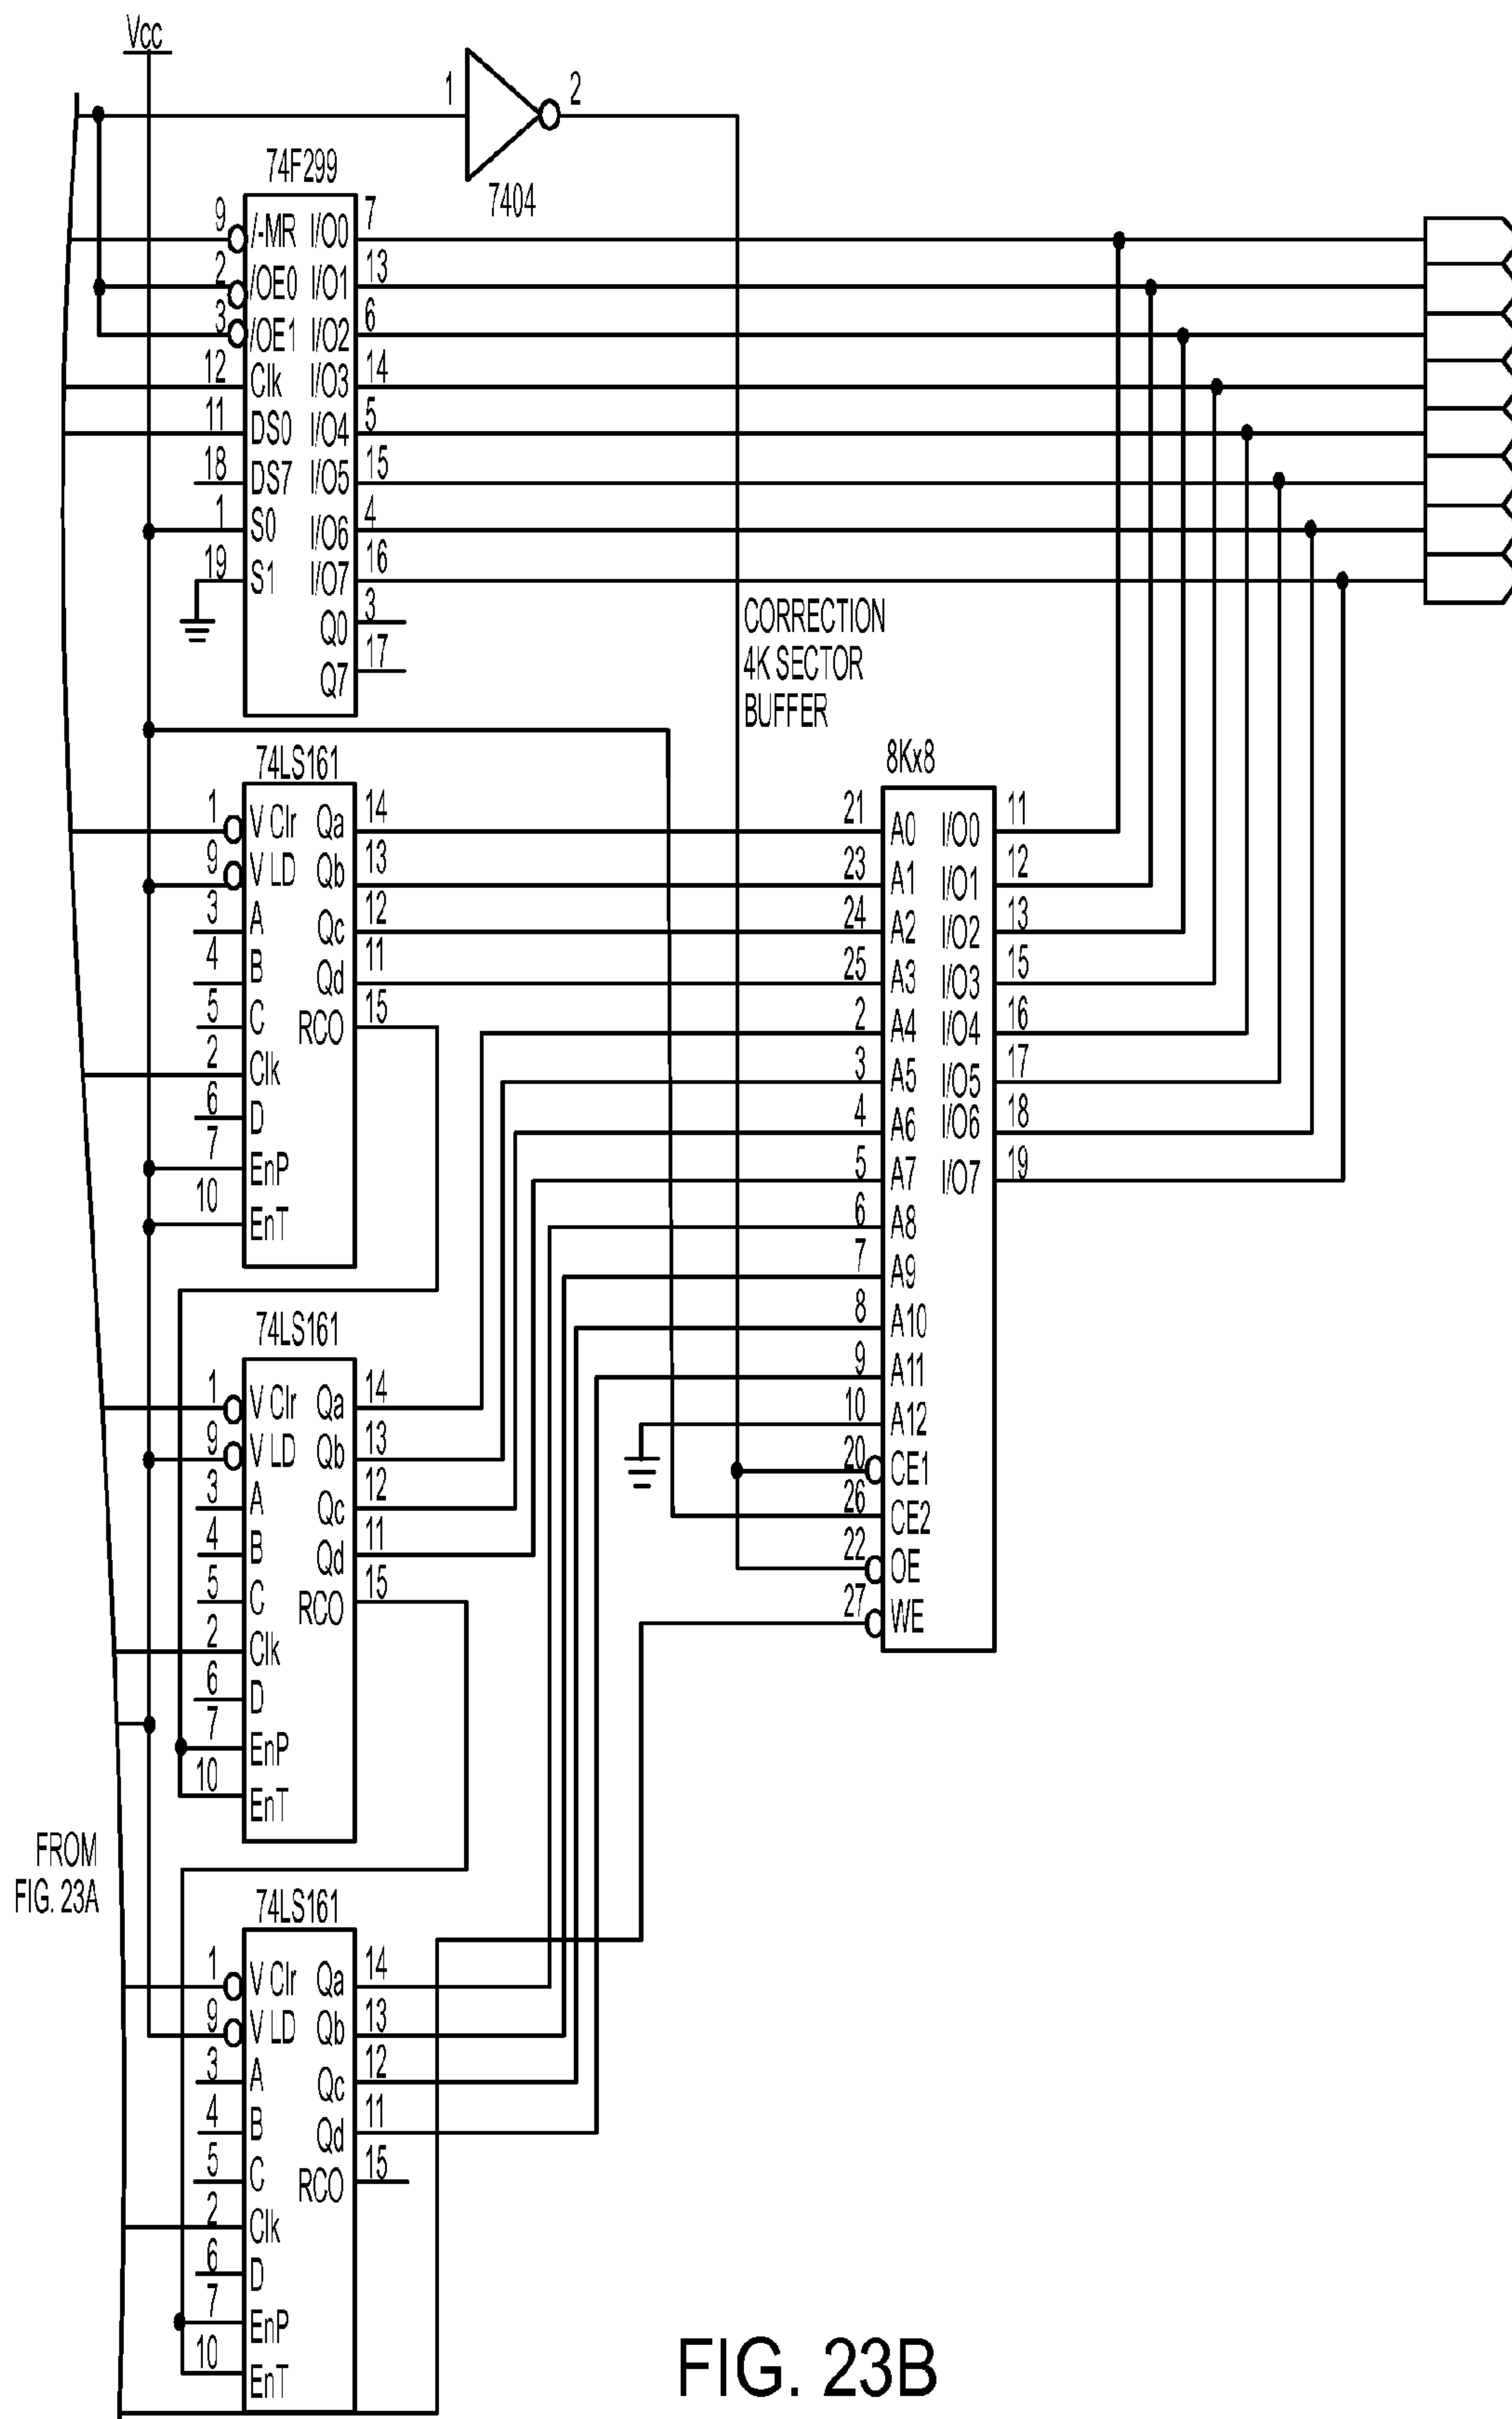 Vcc
1
2
7404
74F299
9 /-MR I/O0 7
2 /OE0 I/O1 13
3 /OE1 I/O2 6
12 Clk I/O3 14
11 DS0 I/O4 5
18 DS7 I/O5 15
1 S0 I/O6 4
19 S1 I/O7 16
Q0 3
Q7 17
CORRECTION
4K SECTOR
BUFFER
74LS161
1 V Clr Qa 14
9 V LD Qb 13
3 A Qc 12
4 B Qd 11
5 C RCO 15
2 Clk
6 D
7 EnP
10 EnT
8Kx8
21 A0 I/O0 11
23 A1 I/O1 12
24 A2 I/O2 13
25 A3 I/O3 15
2 A4 I/O4 16
3 A5 I/O5 17
4 A6 I/O6 18
5 A7 I/O7 19
6 A8
7 A9
8 A10
9 A11
10 A12
20 CE1
26 CE2
22 OE
27 WE
74LS161
1 V Clr Qa 14
9 V LD Qb 13
3 A Qc 12
4 B Qd 11
5 C RCO 15
2 Clk
6 D
7 EnP
10 EnT
FROM
FIG. 23A
74LS161
1 V Clr Qa 14
9 V LD Qb 13
3 A Qc 12
4 B Qd 11
5 C RCO 15
2 Clk
6 D
7 EnP
10 EnT
FIG. 23B